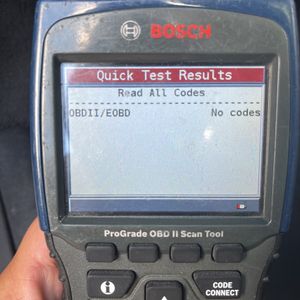 BOSCH
Quick Test Results
Read All Codes
OBDII/EOBD No codes
ProGrade OBD II Scan Tool
i
CODE
CONNECT